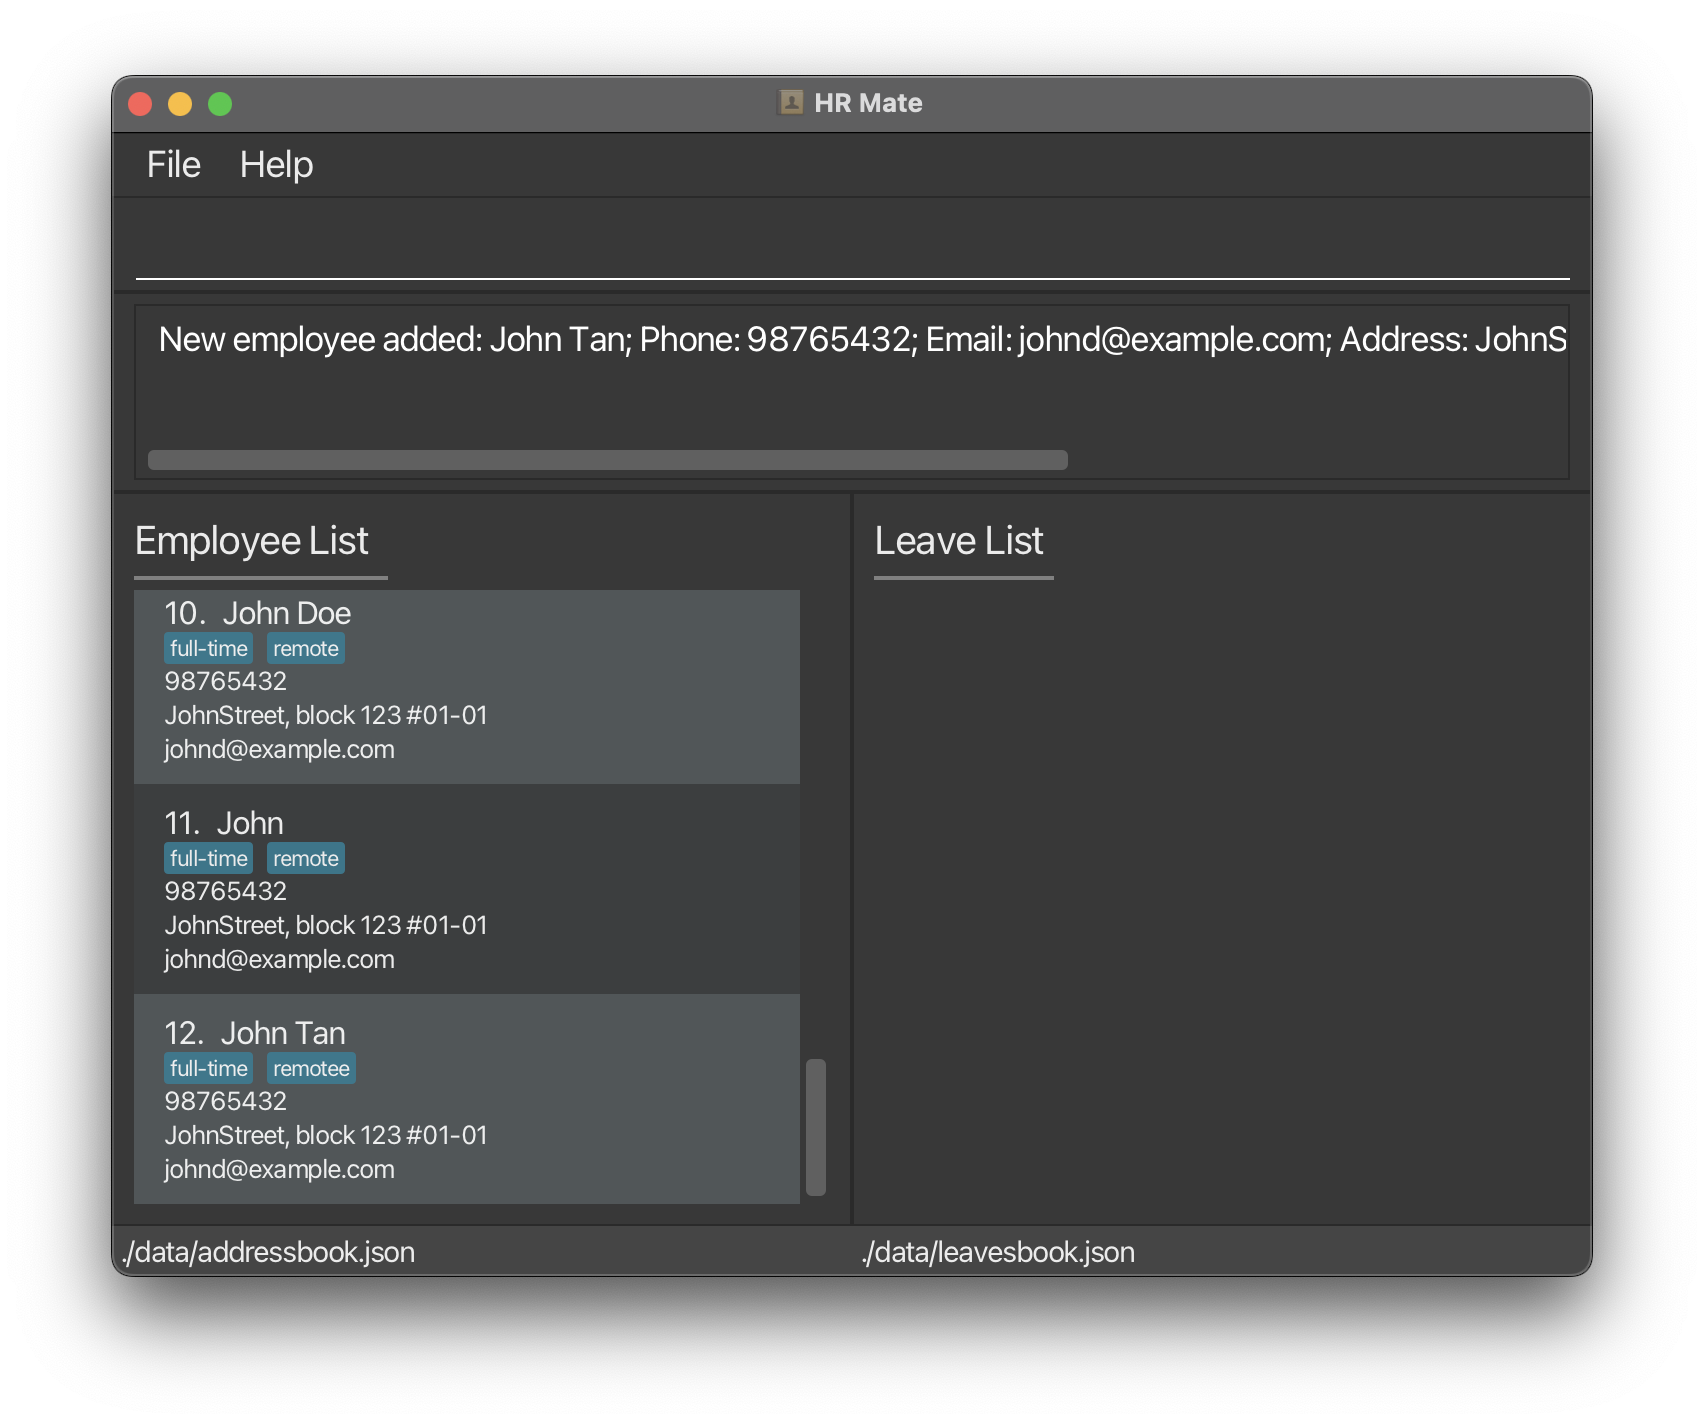 HR Mate
File Help
New employee added: John Tan; Phone: 98765432; Email: johnd@example.com; Address: JohnS
Employee List
10. John Doe
full-time remote
98765432
JohnStreet, block 123 #01-01
johnd@example.com
11. John
full-time remote
98765432
JohnStreet, block 123 #01-01
johnd@example.com
12. John Tan
full-time remotee
98765432
JohnStreet, block 123 #01-01
johnd@example.com
Leave List
./data/addressbook.json
./data/leavesbook.json